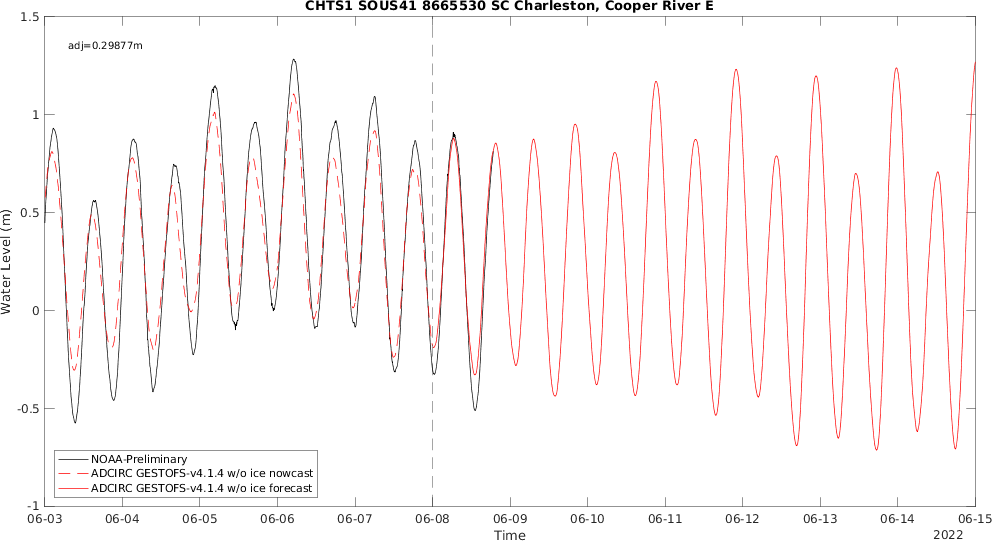 CHTS1 SOUS41 8665530 SC Charleston, Cooper River E
adj=0.29877m
1.5
1
0.5
0
-0.5
-1
Water Level (m)
NOAA-Preliminary
ADCIRC GESTOFS-v4.1.4 w/o ice nowcast
ADCIRC GESTOFS-v4.1.4 w/o ice forecast
06-03 06-04 06-05 06-06 06-07 06-08 06-09 06-10 06-11 06-12 06-13 06-14 06-15
Time
2022